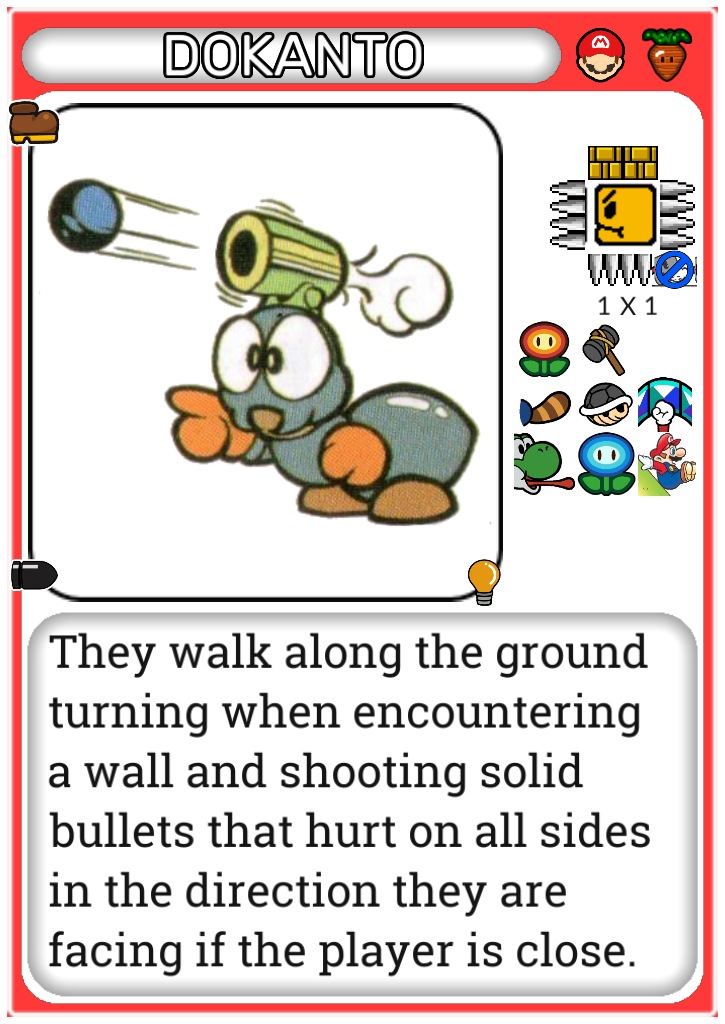 DOKANTO
1 X 1
They walk along the ground
turning when encountering
a wall and shooting solid
bullets that hurt on all sides
in the direction they are
facing if the player is close.